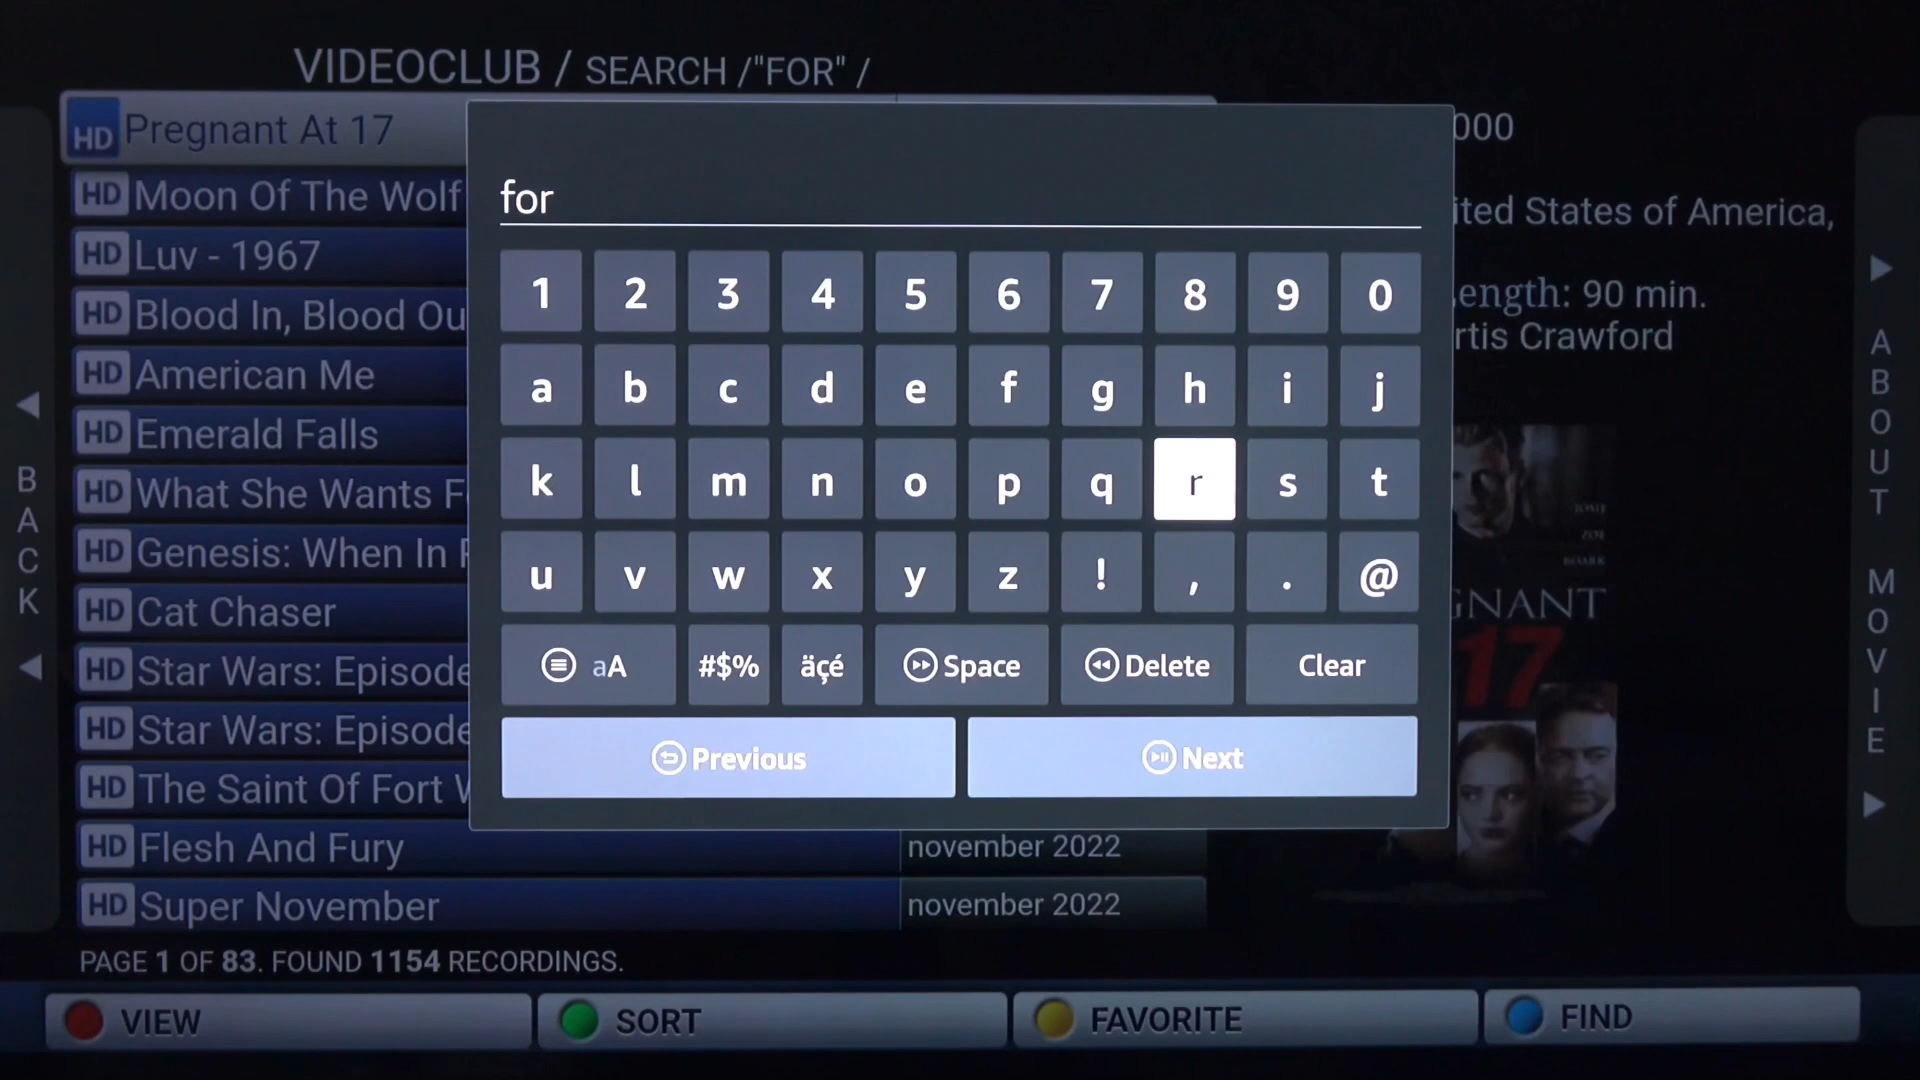 VIDEOCLUB / SEARCH /"FOR" /
HD Pregnant At 17
HD Moon Of The Wolf
HD Luv - 1967
HD Blood In, Blood Ou
HD American Me
HD Emerald Falls
HD What She Wants F
HD Genesis: When In
HD Cat Chaser
HD Star Wars: Episode
HD Star Wars: Episode
HD The Saint Of Fort
HD Flesh And Fury november 2022
HD Super November november 2022
PAGE 1 OF 83. FOUND 1154 RECORDINGS.
BACK
for
1 2 3 4 5 6 7 8 9 0
a b c d e f g h i j
k l m n o p q r s t
u v w x y z ! , . @
aA #$% äçé Space Delete Clear
Previous Next
000
ited States of America,
ength: 90 min.
rtis Crawford
JOSIE
ZOE
ROARK
GNANT
17
ABOUT MOVIE
VIEW SORT FAVORITE FIND